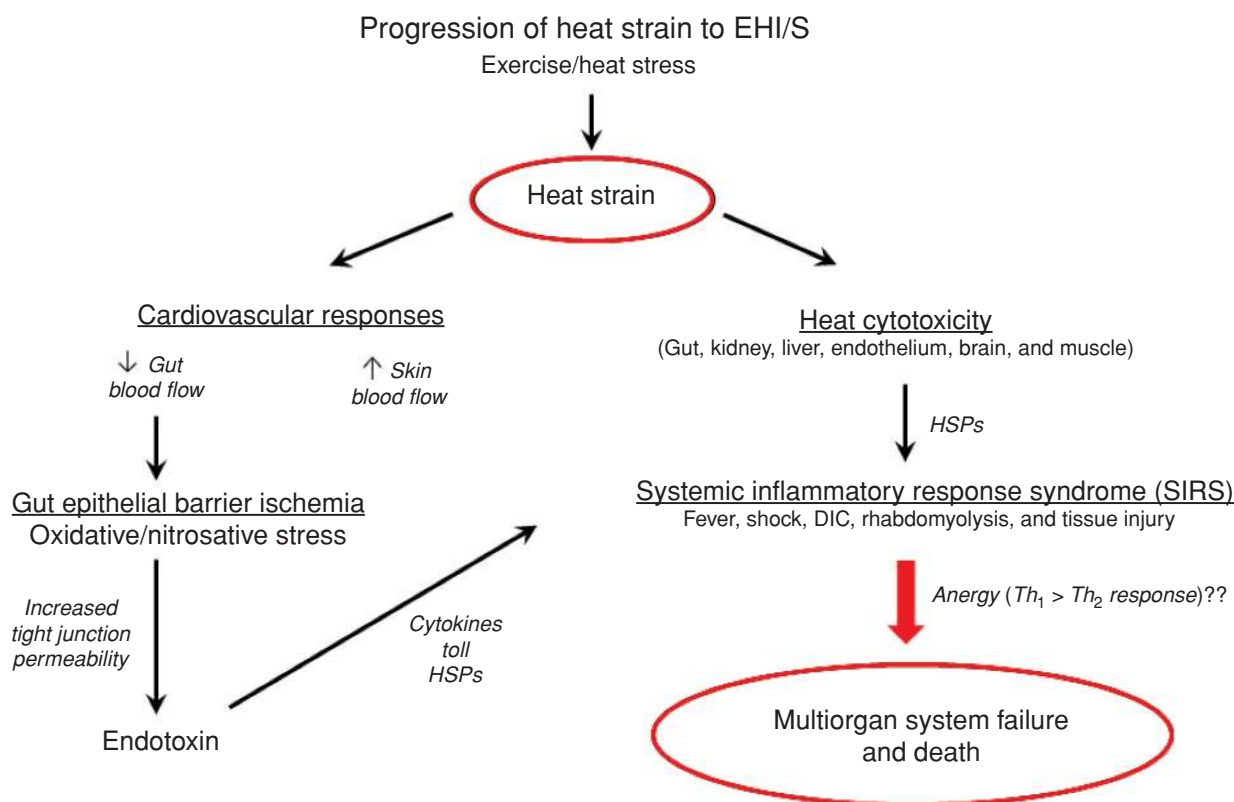 Progression of heat strain to EHI/S
Exercise/heat stress
Heat strain
Cardiovascular responses
↓ Gut
blood flow
↑ Skin
blood flow
Gut epithelial barrier ischemia
Oxidative/nitrosative stress
Increased
tight junction
permeability
Endotoxin
Cytokines
toll
HSPs
Heat cytotoxicity
(Gut, kidney, liver, endothelium, brain, and muscle)
HSPs
Systemic inflammatory response syndrome (SIRS)
Fever, shock, DIC, rhabdomyolysis, and tissue injury
Anergy (Th₁ > Th₂ response)??
Multiorgan system failure
and death